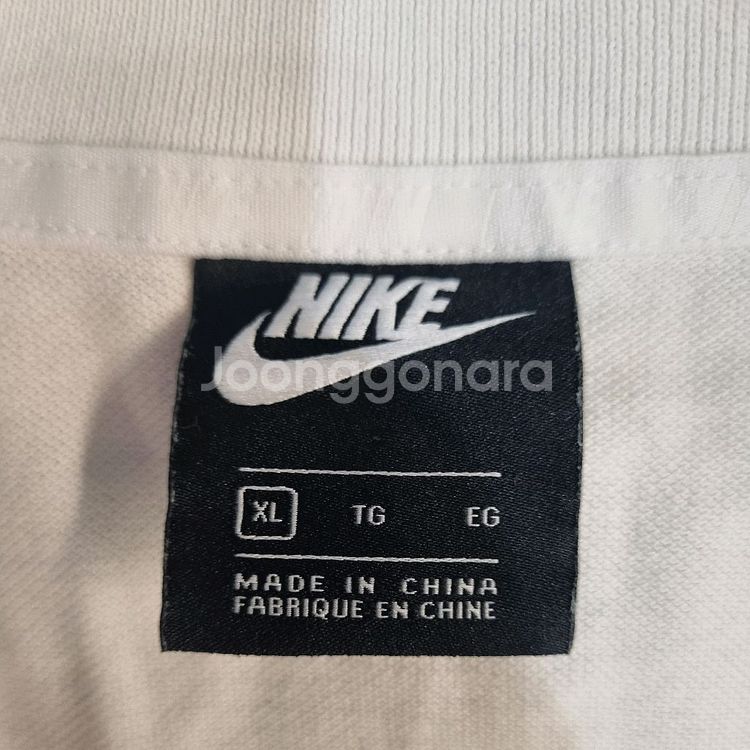 NIKE
Joonggonara
XL TG EG
MADE IN CHINA
FABRIQUE EN CHINE